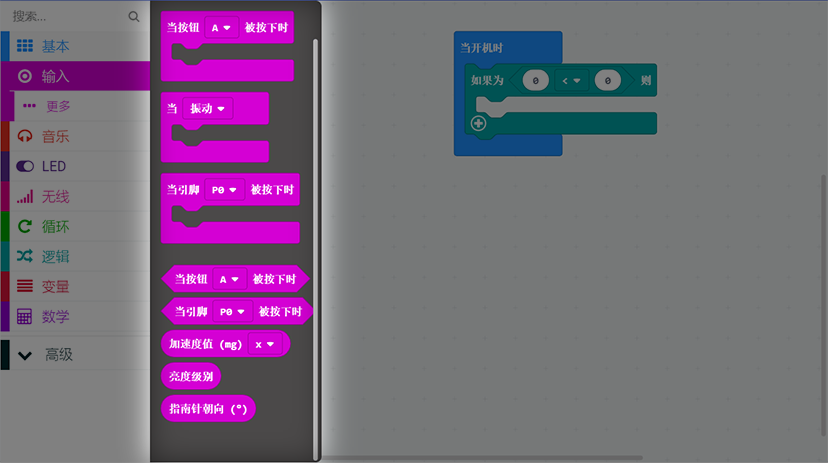 搜索...
基本
输入
更多
音乐
LED
无线
循环
逻辑
变量
数学
高级
当按钮 A 被按下时
当 振动
当引脚 P0 被按下时
当按钮 A 被按下时
当引脚 P0 被按下时
加速度值 (mg) x
亮度级别
指南针朝向 (°)
当开机时
如果为 0 < 0 则